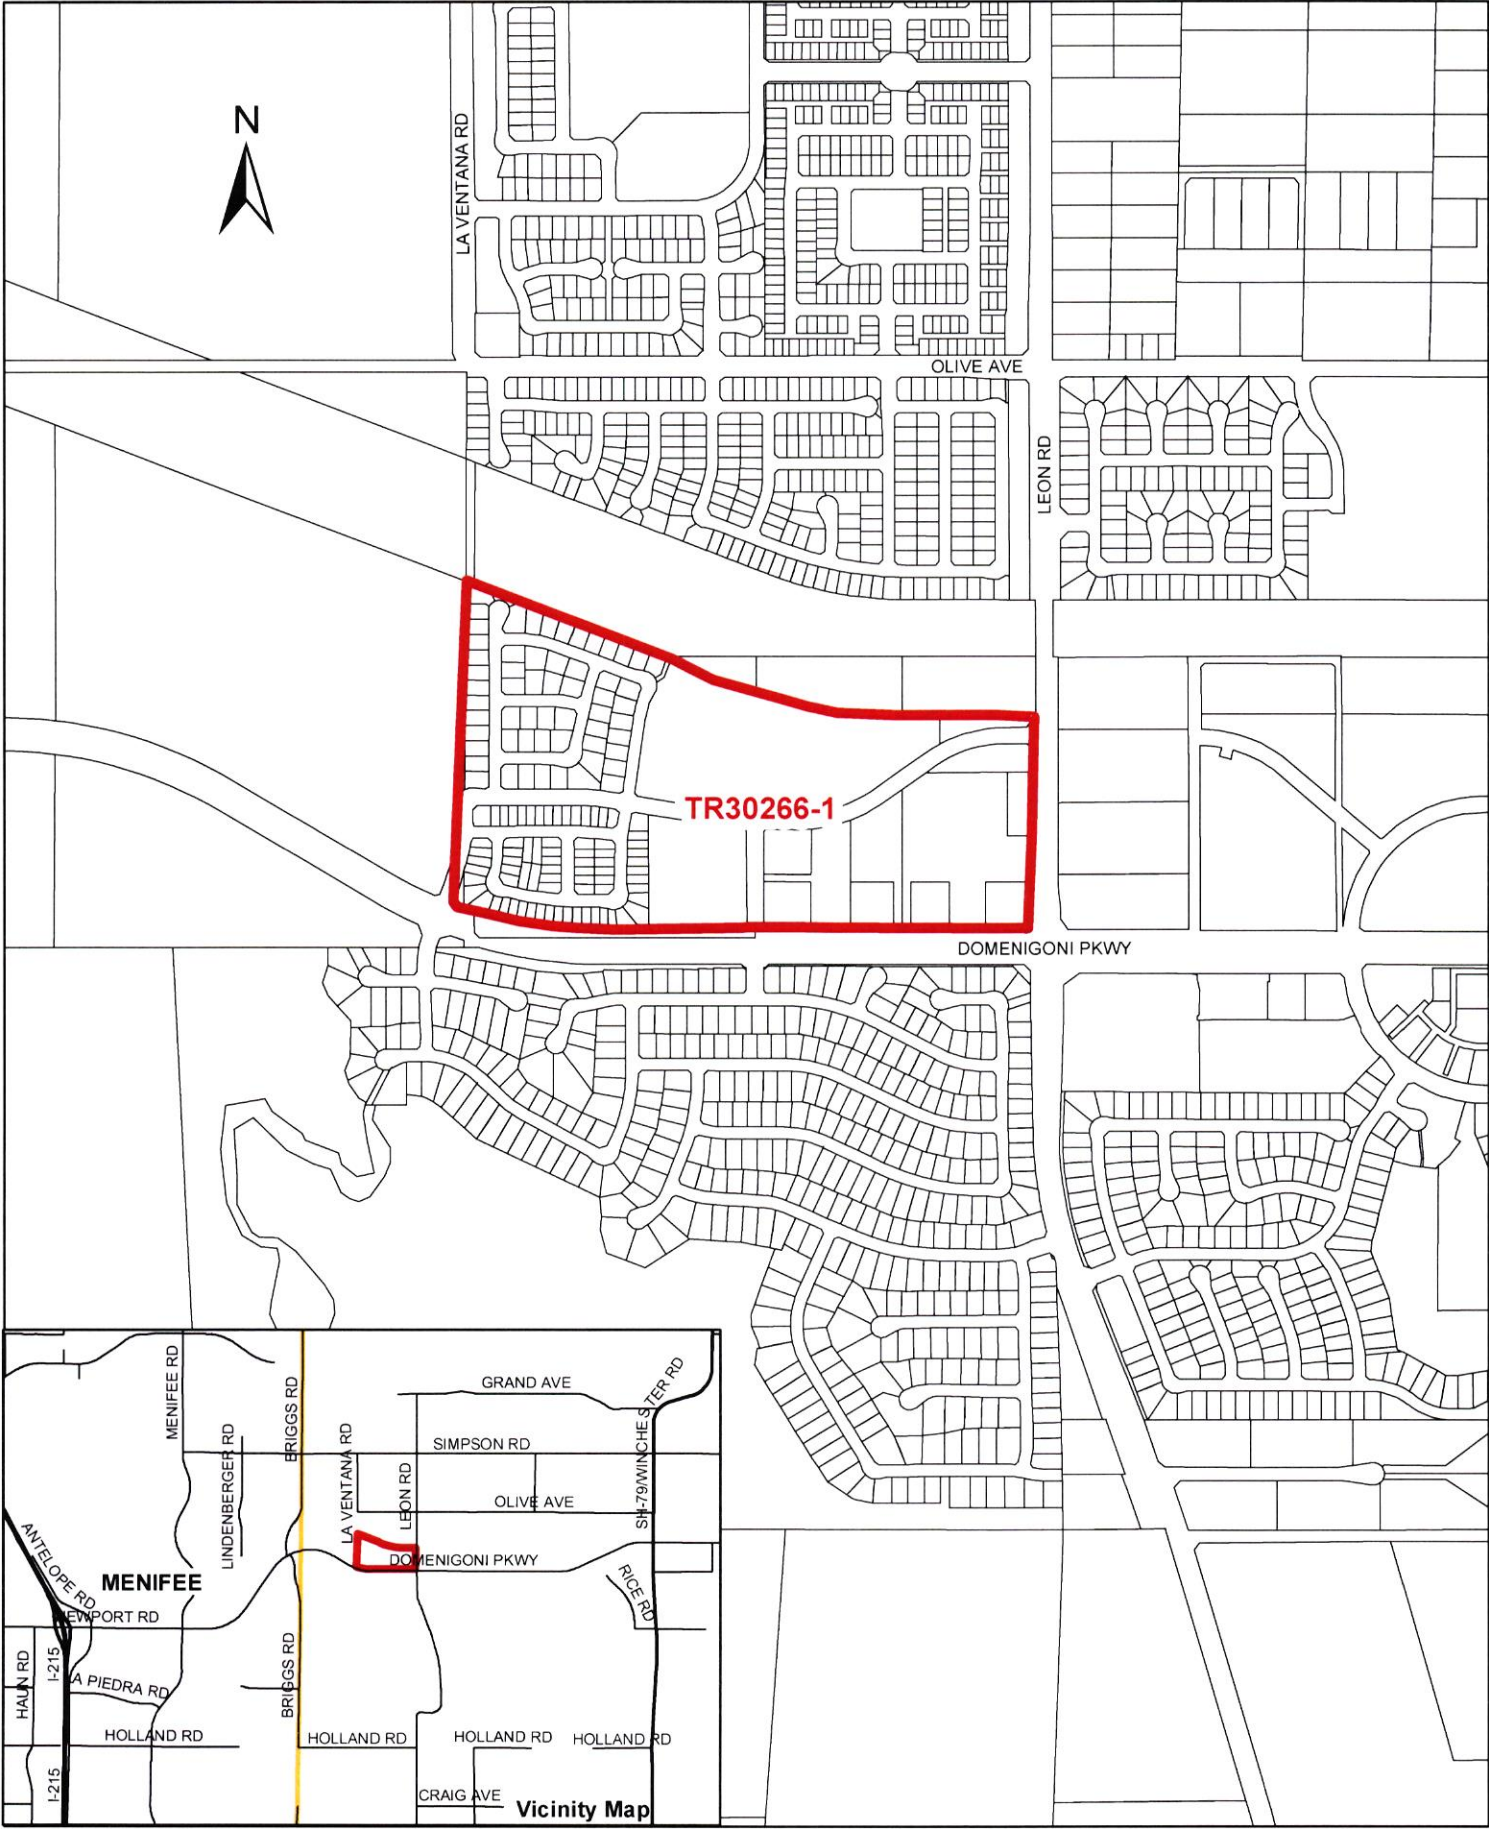 N
LA VENTANA RD
OLIVE AVE
LEON RD
TR30266-1
DOMENIGONI PKWY
MENIFEE RD
LINDENBERGER RD
BRIGGS RD
LA VENTANA RD
LEON RD
GRAND AVE
SIMPSON RD
OLIVE AVE
SH-79/WINCHESTER RD
DOMENIGONI PKWY
ANTELOPE RD
MENIFEE
EWPORT RD
RICE RD
HAUN RD
I-215
A PIEDRA RD
BRIGGS RD
HOLLAND RD
HOLLAND RD
HOLLAND RD
HOLLAND RD
I-215
CRAIG AVE
Vicinity Map